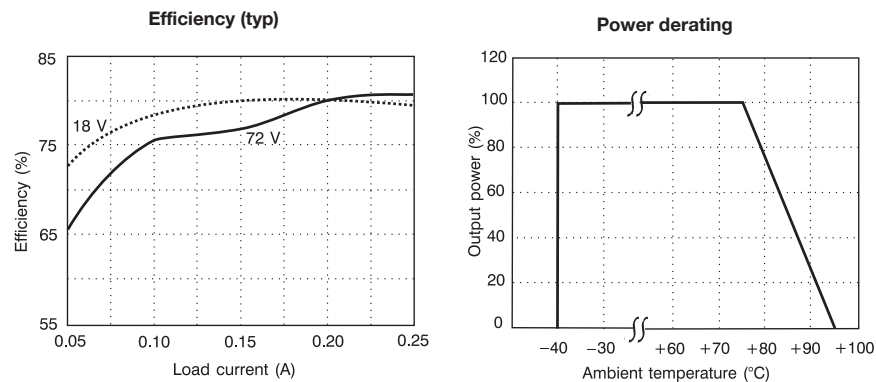 Efficiency (typ)
85
75
65
55
18 V
72 V
Efficiency (%)
0.05 0.10 0.15 0.20 0.25
Load current (A)
Power derating
120
100
80
60
40
20
0
Output power (%)
−40 −30 +60 +70 +80 +90 +100
Ambient temperature (°C)